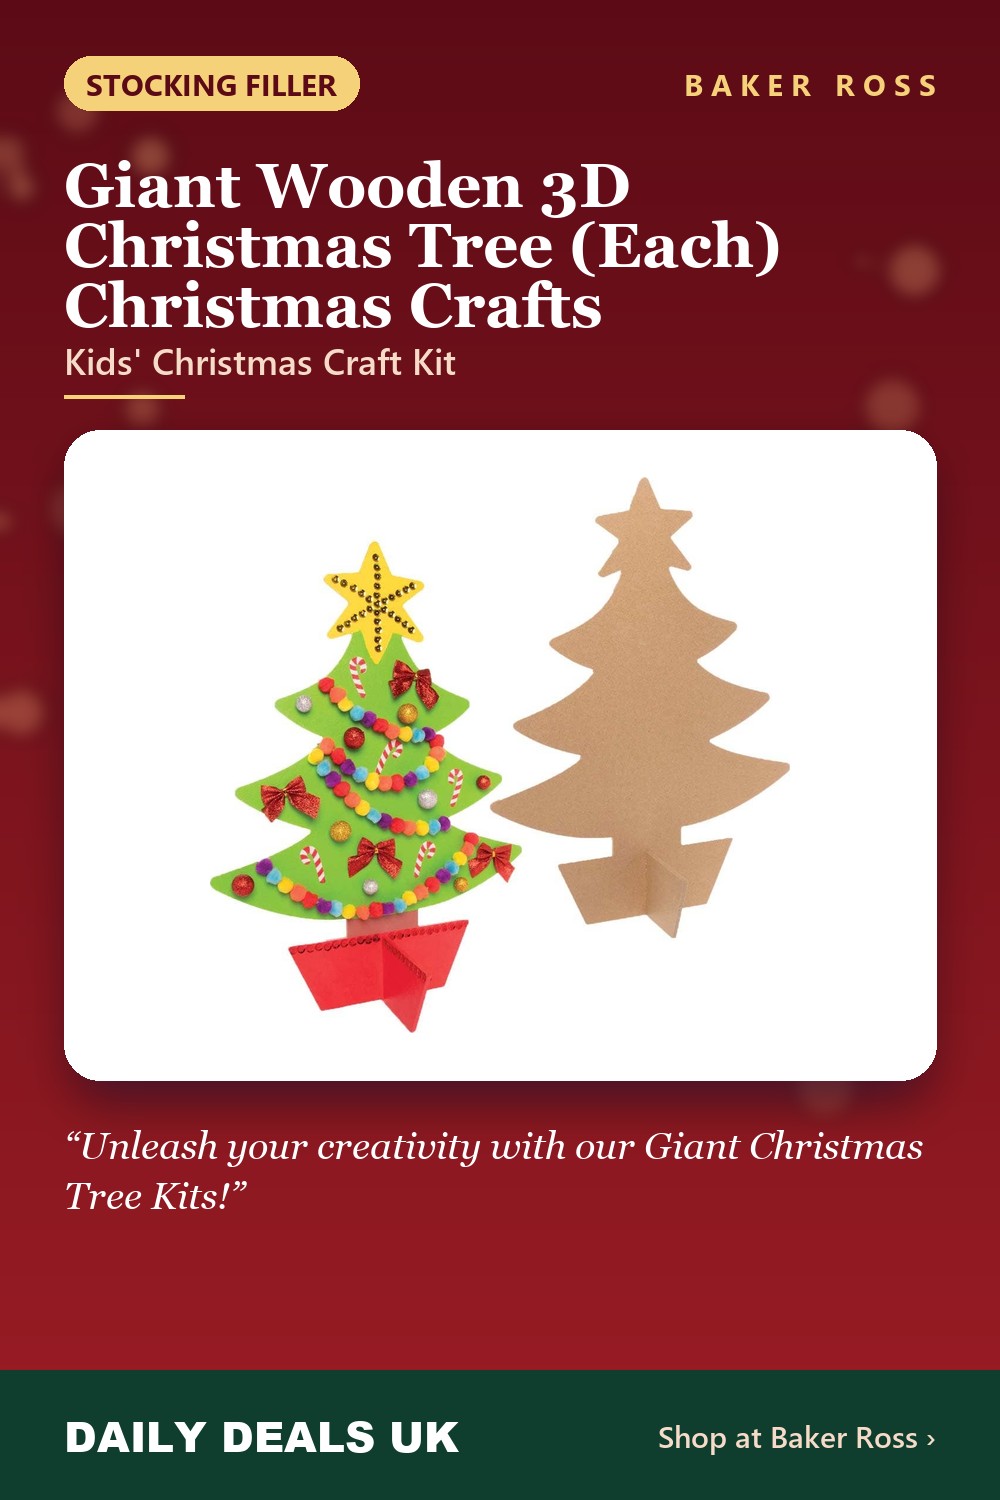 STOCKING FILLER
BAKER ROSS
Giant Wooden 3D
Christmas Tree (Each)
Christmas Crafts
Kids' Christmas Craft Kit
“Unleash your creativity with our Giant Christmas
Tree Kits!”
DAILY DEALS UK
Shop at Baker Ross ›